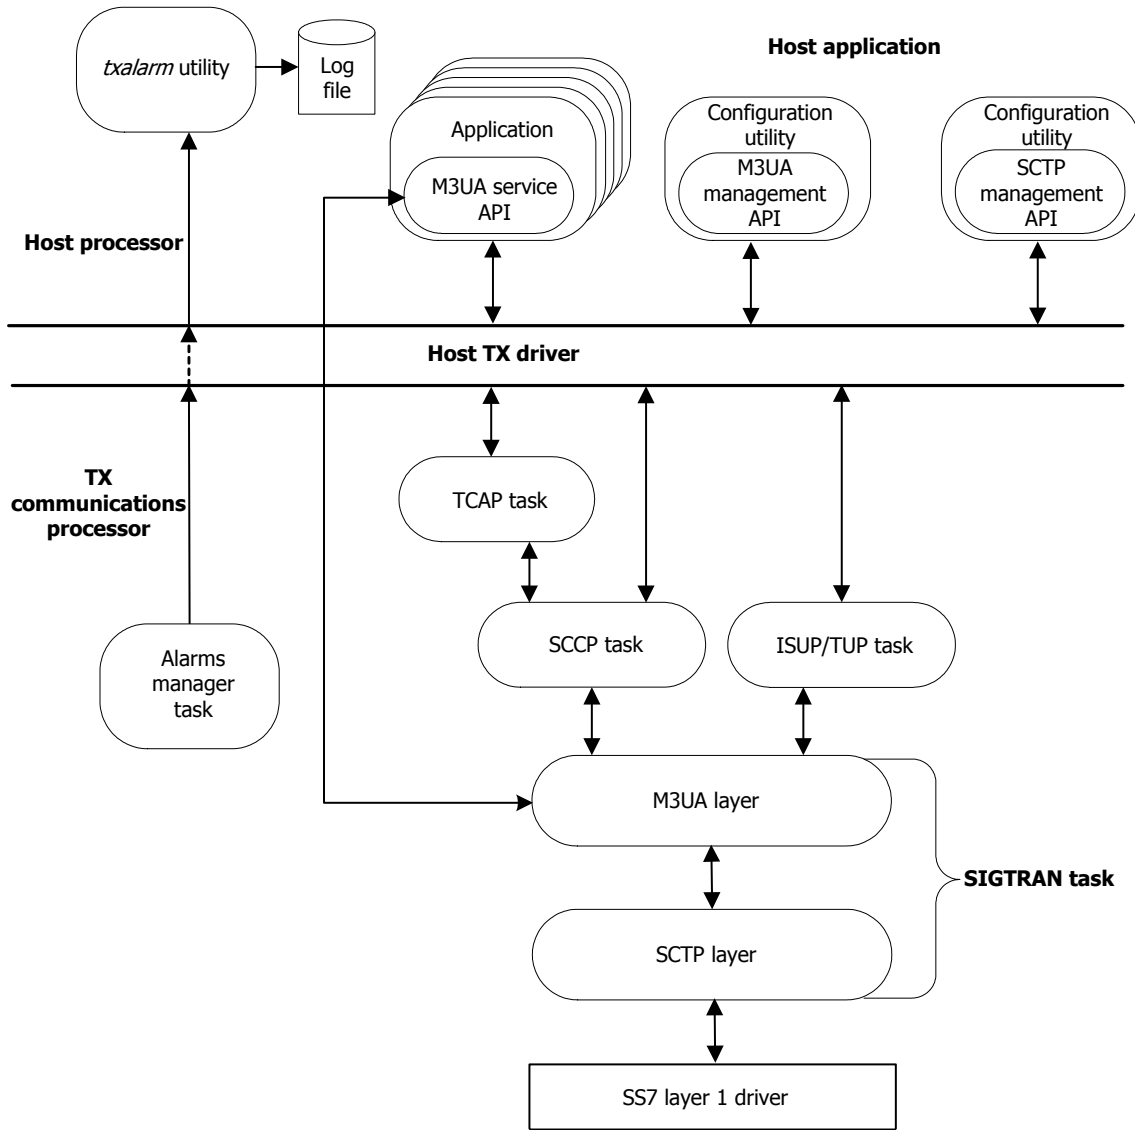 txalarm utility
Log
file
Host application
Application
M3UA service
API
Configuration
utility
M3UA
management
API
Configuration
utility
SCTP
management
API
Host processor
Host TX driver
TX
communications
processor
TCAP task
SCCP task
ISUP/TUP task
Alarms
manager
task
M3UA layer
SIGTRAN task
SCTP layer
SS7 layer 1 driver